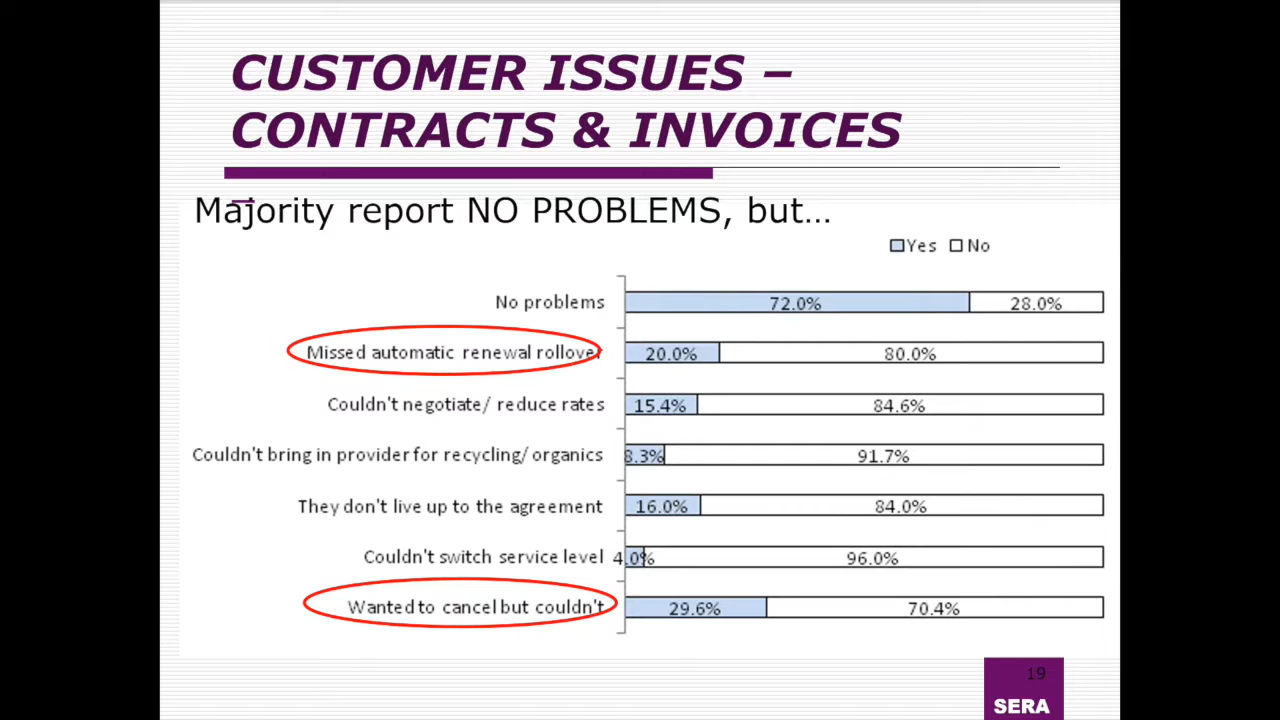 CUSTOMER ISSUES –
CONTRACTS & INVOICES
Majority report NO PROBLEMS, but…
Yes No
No problems 72.0% 28.0%
Missed automatic renewal rollover 20.0% 80.0%
Couldn't negotiate/ reduce rates 15.4% 84.6%
Couldn't bring in provider for recycling/ organics 8.3% 91.7%
They don't live up to the agreement 16.0% 84.0%
Couldn't switch service level 4.0% 96.0%
Wanted to cancel but couldn't 29.6% 70.4%
19
SERA